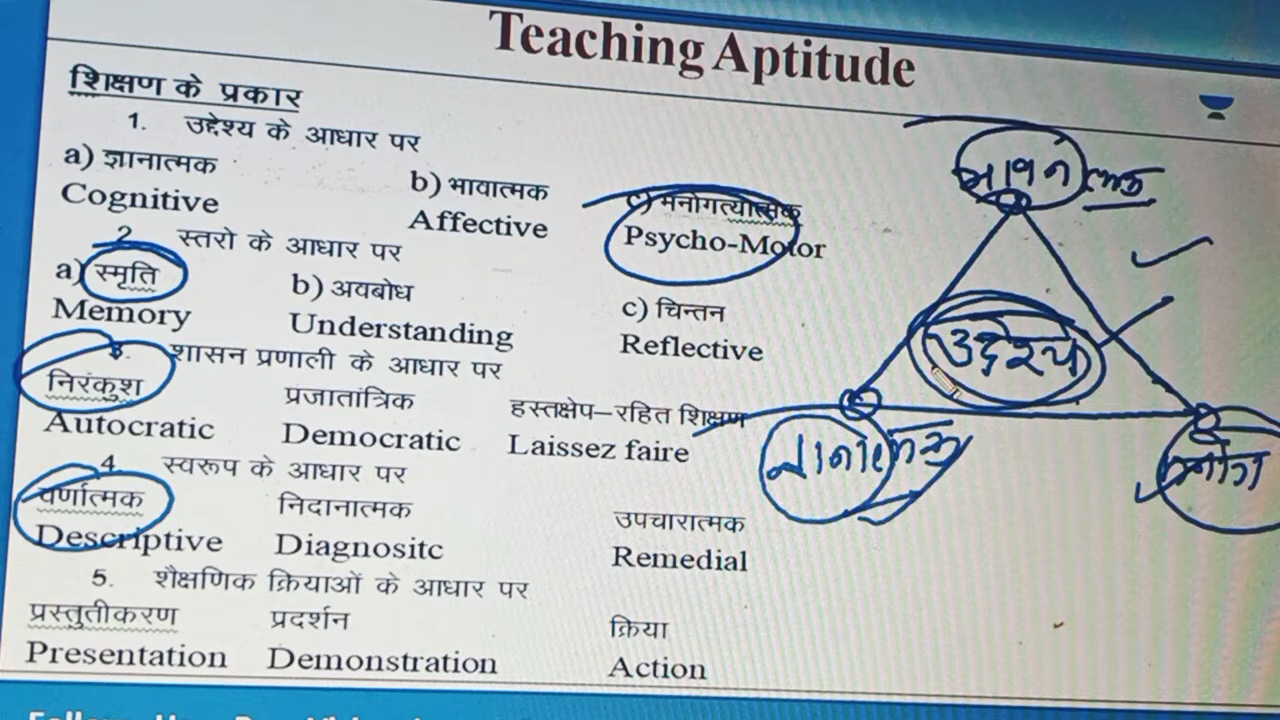 Teaching Aptitude
शिक्षण के प्रकार
1. उद्देश्य के आधार पर
a) ज्ञानात्मक b) भावात्मक c) मनोगत्यात्मक
Cognitive Affective Psycho-Motor
2. स्तरो के आधार पर
a) स्मृति b) अवबोध c) चिन्तन
Memory Understanding Reflective
3. शासन प्रणाली के आधार पर
निरंकुश प्रजातांत्रिक हस्तक्षेप–रहित शिक्षण
Autocratic Democratic Laissez faire
4. स्वरूप के आधार पर
वर्णात्मक निदानात्मक उपचारात्मक
Descriptive Diagnositc Remedial
5. शैक्षणिक क्रियाओं के आधार पर
प्रस्तुतीकरण प्रदर्शन क्रिया
Presentation Demonstration Action
भावनात्मक
उद्देश्य